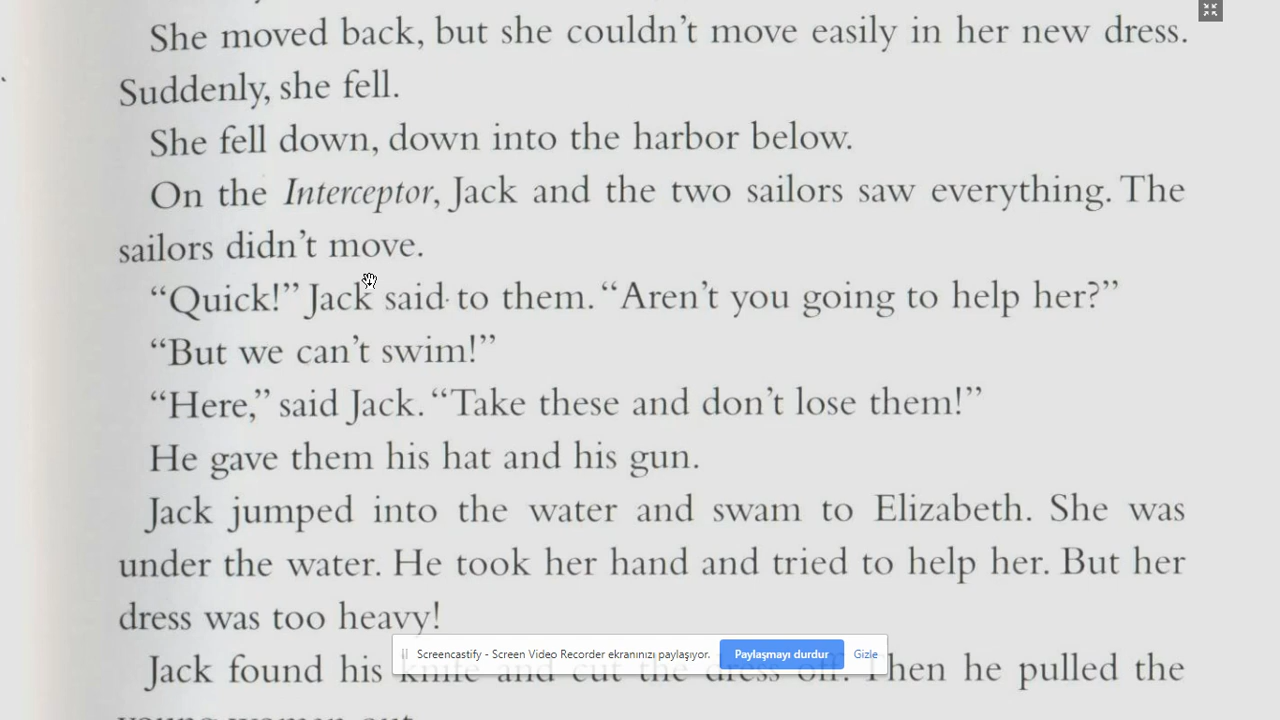 She moved back, but she couldn't move easily in her new dress.
Suddenly, she fell.
She fell down, down into the harbor below.
On the Interceptor, Jack and the two sailors saw everything. The
sailors didn't move.
“Quick!” Jack said to them. “Aren't you going to help her?”
“But we can't swim!”
“Here,” said Jack. “Take these and don't lose them!”
He gave them his hat and his gun.
Jack jumped into the water and swam to Elizabeth. She was
under the water. He took her hand and tried to help her. But her
dress was too heavy!
Screencastify - Screen Video Recorder ekranınızı paylaşıyor. Paylaşmayı durdur Gizle
Jack found his knife and cut the dress off. Then he pulled the